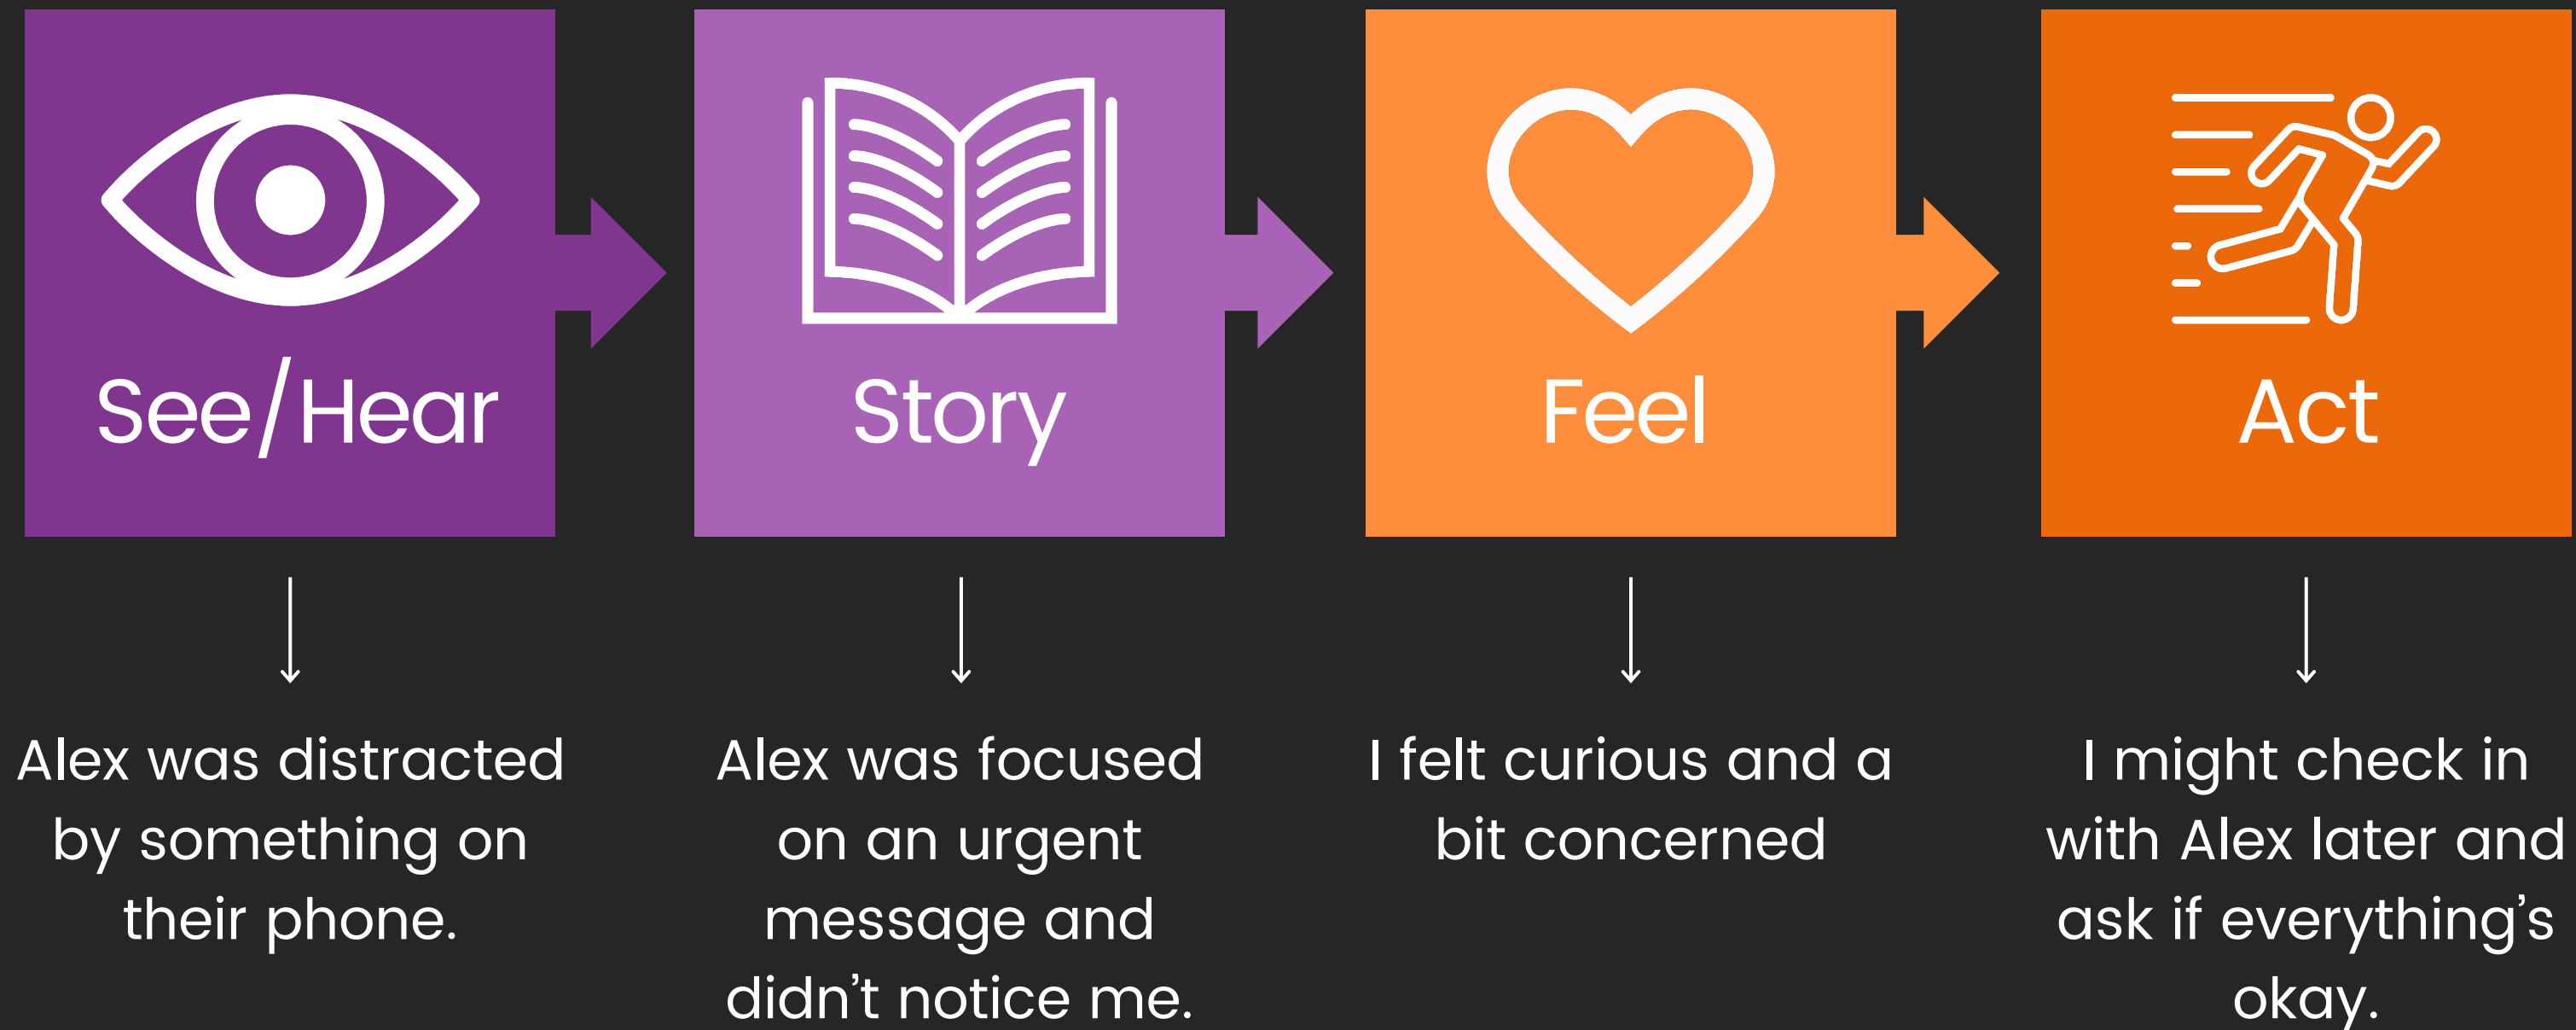 See/Hear
Story
Feel
Act
Alex was distracted
by something on
their phone.
Alex was focused
on an urgent
message and
didn't notice me.
I felt curious and a
bit concerned
I might check in
with Alex later and
ask if everything's
okay.